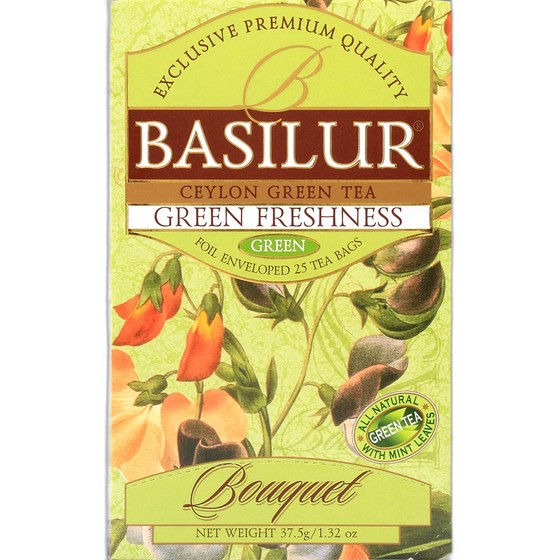 EXCLUSIVE PREMIUM QUALITY
B
BASILUR®
CEYLON GREEN TEA
GREEN FRESHNESS
GREEN
FOIL ENVELOPED 25 TEA BAGS
ALL NATURAL
GREEN TEA
WITH MINT LEAVES
Bouquet
NET WEIGHT 37.5g/1.32 oz